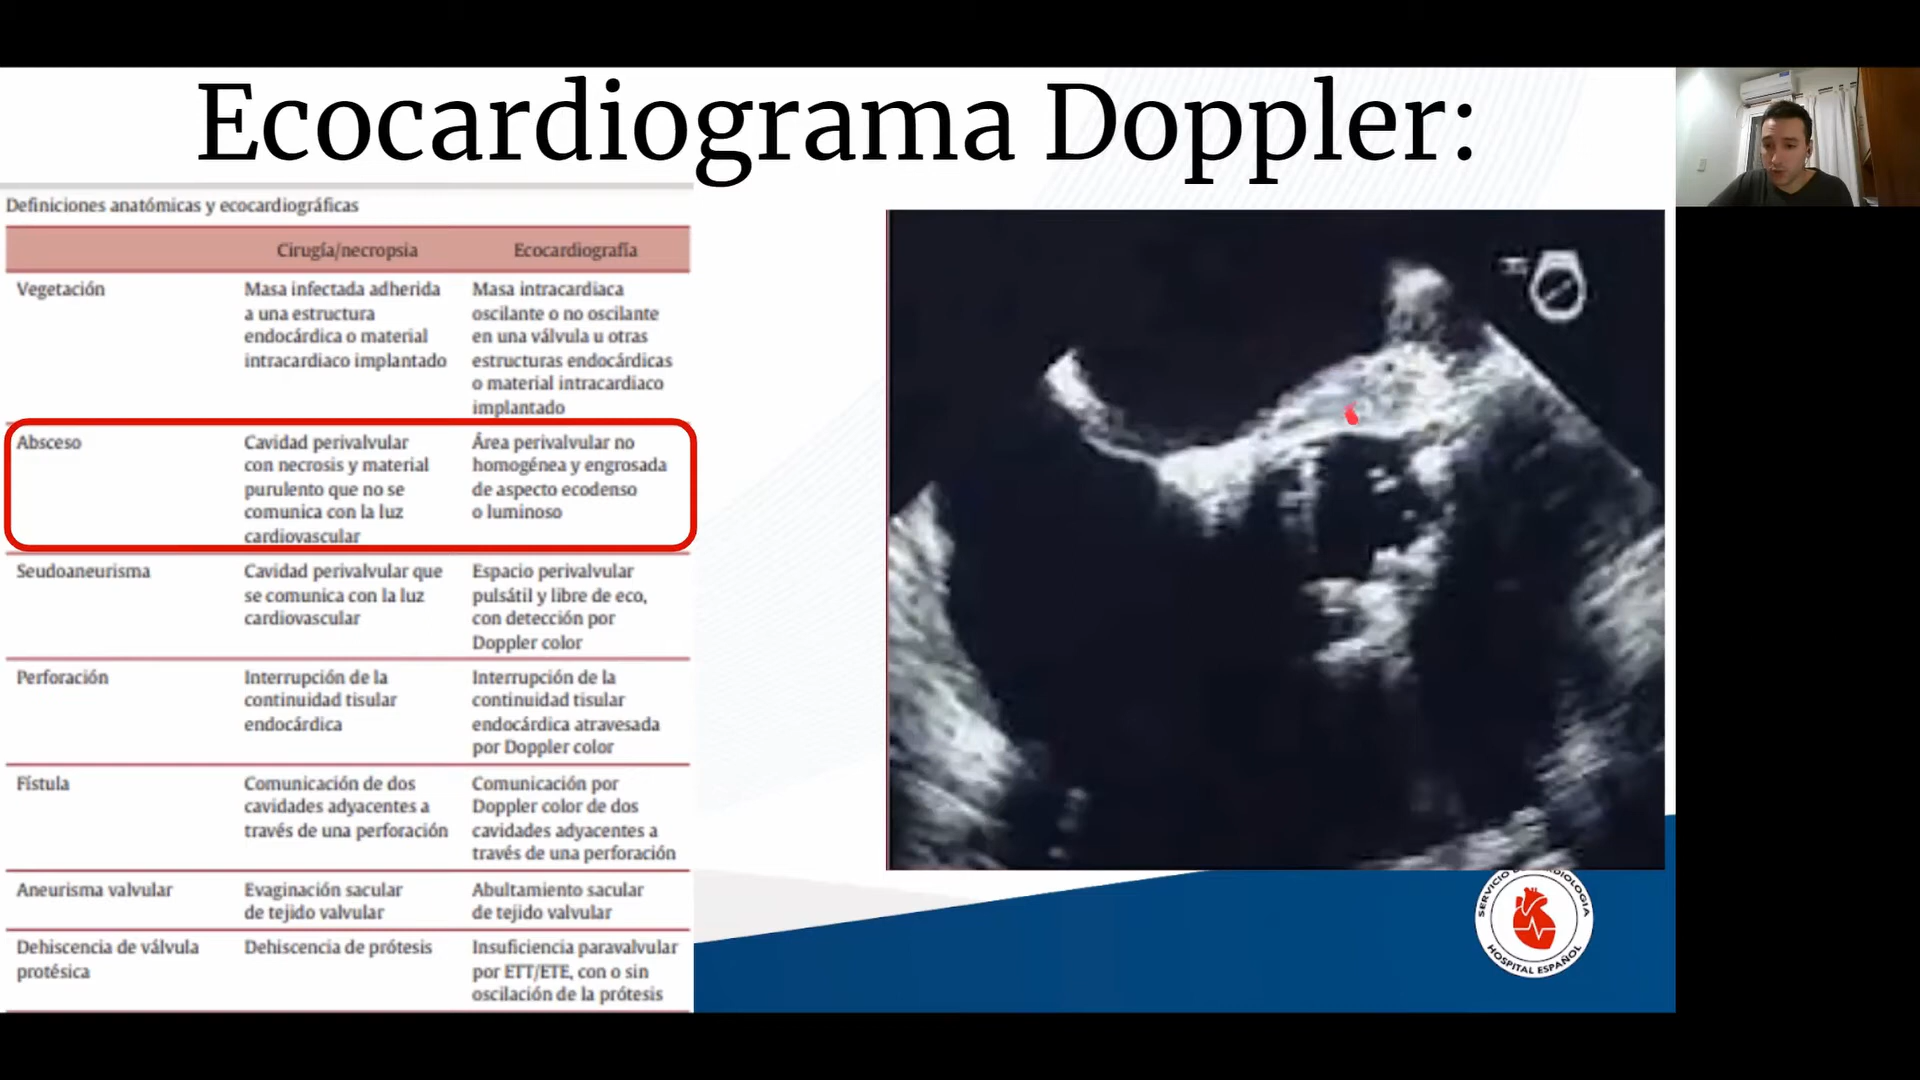 Ecocardiograma Doppler:
Definiciones anatómicas y ecocardiográficas
Cirugía/necropsia
Ecocardiografía
Vegetación
Masa infectada adherida
a una estructura
endocárdica o material
intracardiaco implantado
Masa intracardiaca
oscilante o no oscilante
en una válvula u otras
estructuras endocárdicas
o material intracardiaco
implantado
Absceso
Cavidad perivalvular
con necrosis y material
purulento que no se
comunica con la luz
cardiovascular
Área perivalvular no
homogénea y engrosada
de aspecto ecodenso
o luminoso
Seudoaneurisma
Cavidad perivalvular que
se comunica con la luz
cardiovascular
Espacio perivalvular
pulsátil y libre de eco,
con detección por
Doppler color
Perforación
Interrupción de la
continuidad tisular
endocárdica
Interrupción de la
continuidad tisular
endocárdica atravesada
por Doppler color
Fístula
Comunicación de dos
cavidades adyacentes a
través de una perforación
Comunicación por
Doppler color de dos
cavidades adyacentes a
través de una perforación
Aneurisma valvular
Evaginación sacular
de tejido valvular
Abultamiento sacular
de tejido valvular
Dehiscencia de válvula
protésica
Dehiscencia de prótesis
Insuficiencia paravalvular
por ETT/ETE, con o sin
oscilación de la prótesis
SERVICIO
HOSPITAL ESPAÑOL